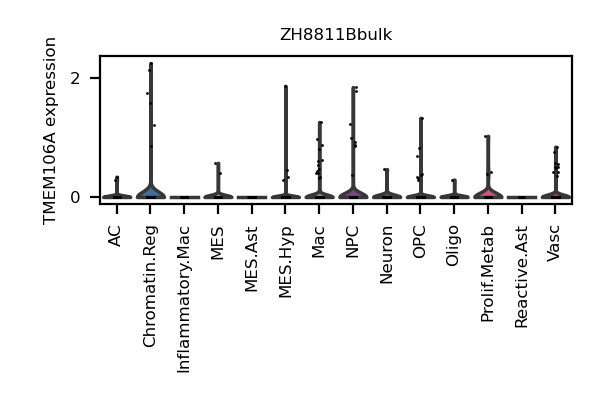 ZH8811Bbulk
TMEM106A expression
2
0
AC
Chromatin.Reg
Inflammatory.Mac
MES
MES.Ast
MES.Hyp
Mac
NPC
Neuron
OPC
Oligo
Prolif.Metab
Reactive.Ast
Vasc